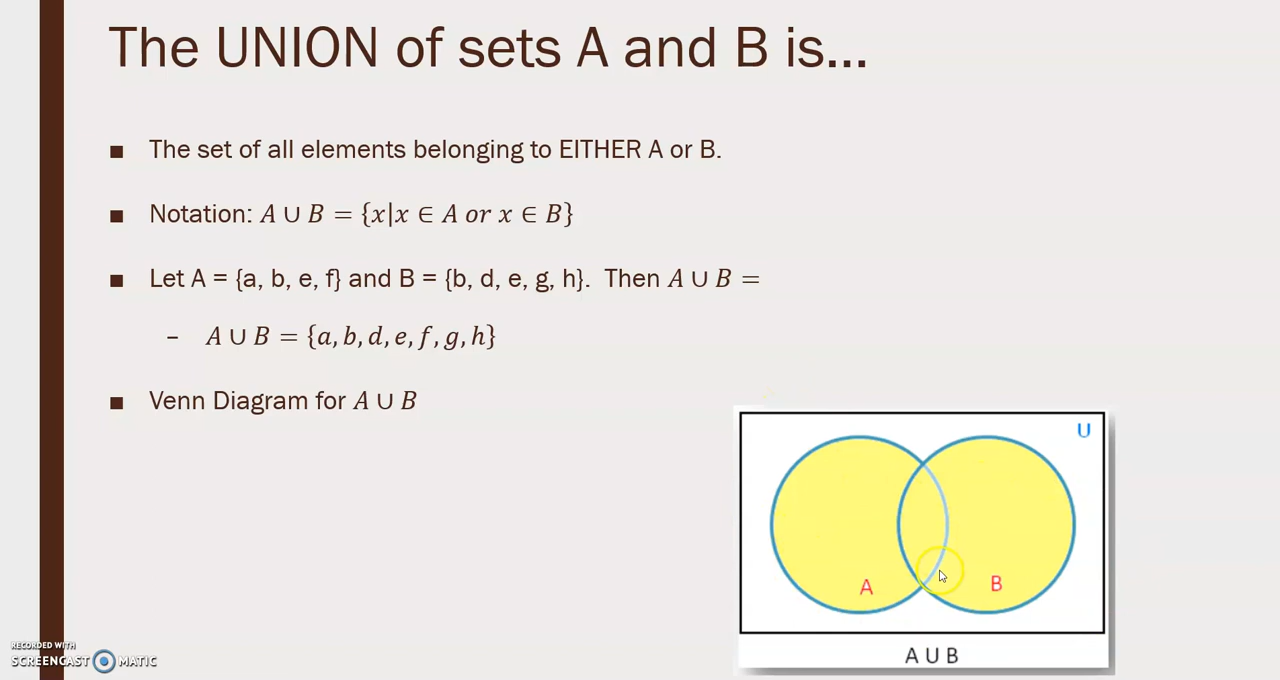 The UNION of sets A and B is...
■ The set of all elements belonging to EITHER A or B.
■ Notation: A ∪ B = {x|x ∈ A or x ∈ B}
■ Let A = {a, b, e, f} and B = {b, d, e, g, h}. Then A ∪ B =
– A ∪ B = {a, b, d, e, f, g, h}
■ Venn Diagram for A ∪ B
U
A
B
A U B
RECORDED WITH
SCREENCAST MATIC